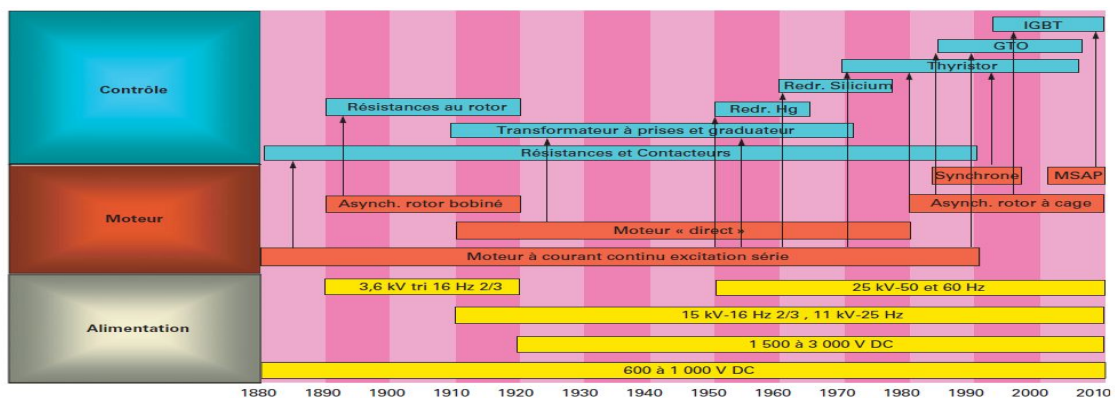 IGBT
GTO
Contrôle
Thyristor
Redr. Silicium
Résistances au rotor
Redr. Hg
Transformateur à prises et graduateur
Résistances et Contacteurs
Synchrone
MSAP
Moteur
Asynch. rotor bobiné
Asynch. rotor à cage
Moteur « direct »
Moteur à courant continu excitation série
3,6 kV tri 16 Hz 2/3
25 kV-50 et 60 Hz
Alimentation
15 kV-16 Hz 2/3 , 11 kV-25 Hz
1 500 à 3 000 V DC
600 à 1 000 V DC
1880 1890 1900 1910 1920 1930 1940 1950 1960 1970 1980 1990 2000 2010